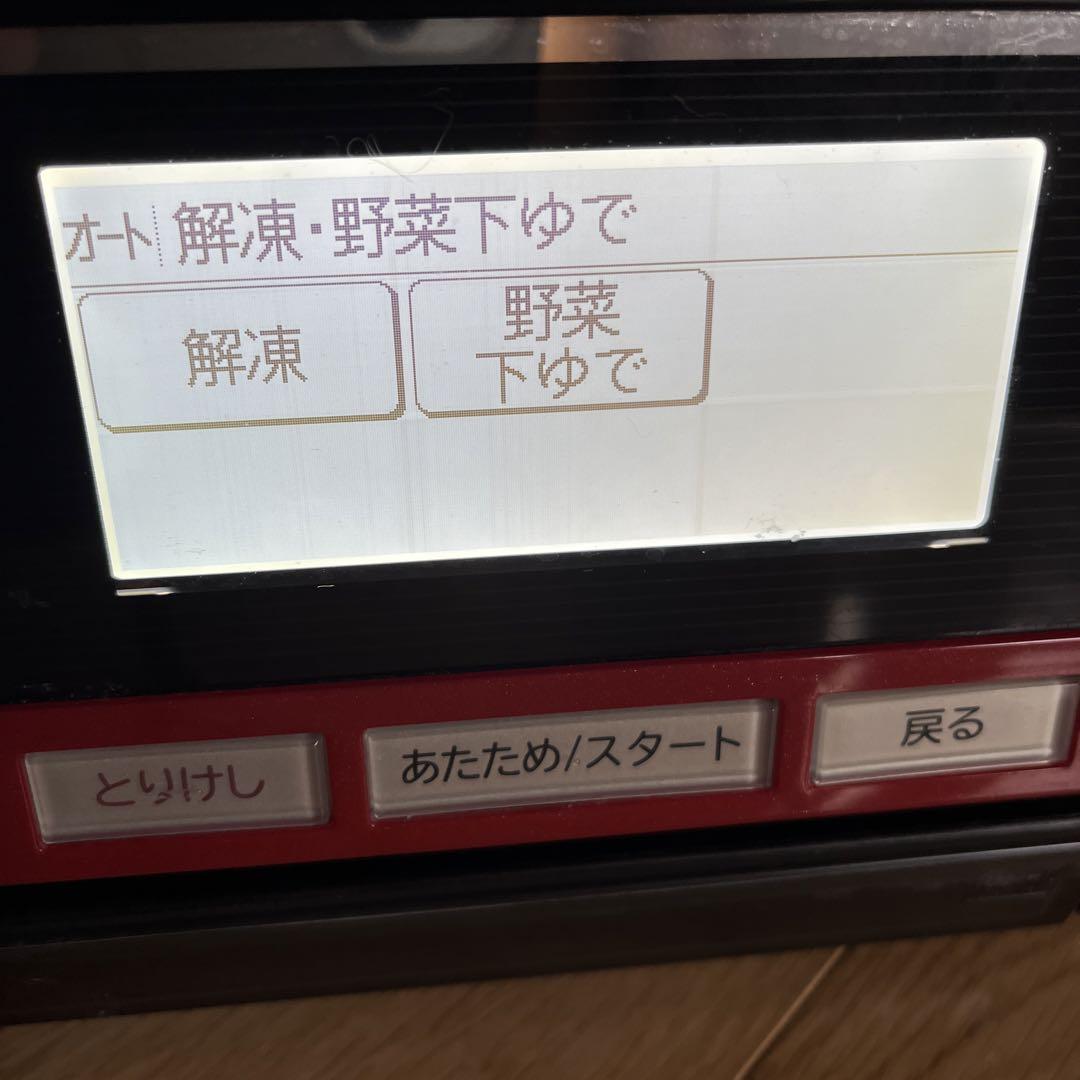 オート 解凍・野菜下ゆで
解凍
野菜
下ゆで
とりけし
あたため/スタート
戻る